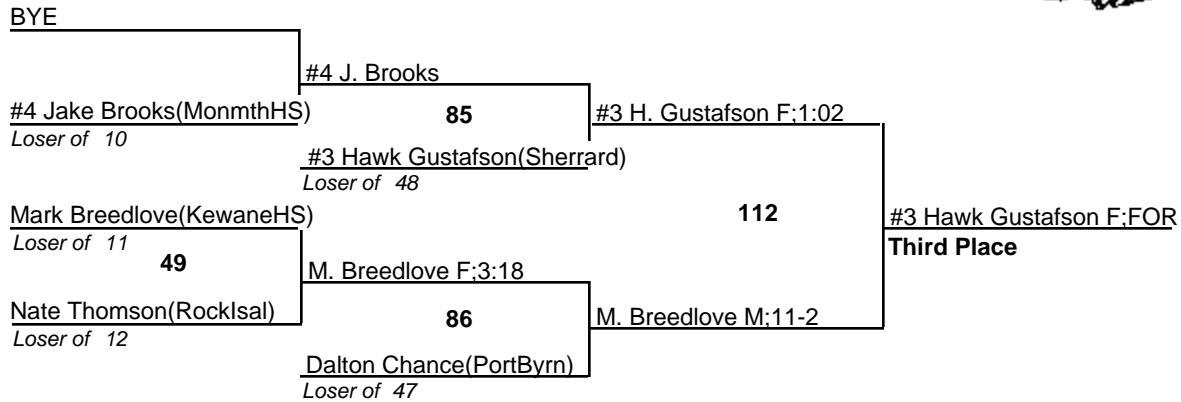 BYE
#4 J. Brooks
#4 Jake Brooks(MonmthHS)
85
#3 H. Gustafson F;1:02
Loser of 10
#3 Hawk Gustafson(Sherrard)
Loser of 48
Mark Breedlove(KewaneHS)
112
#3 Hawk Gustafson F;FOR
Loser of 11
49
Third Place
M. Breedlove F;3:18
Nate Thomson(RockIsal)
86
M. Breedlove M;11-2
Loser of 12
Dalton Chance(PortByrn)
Loser of 47